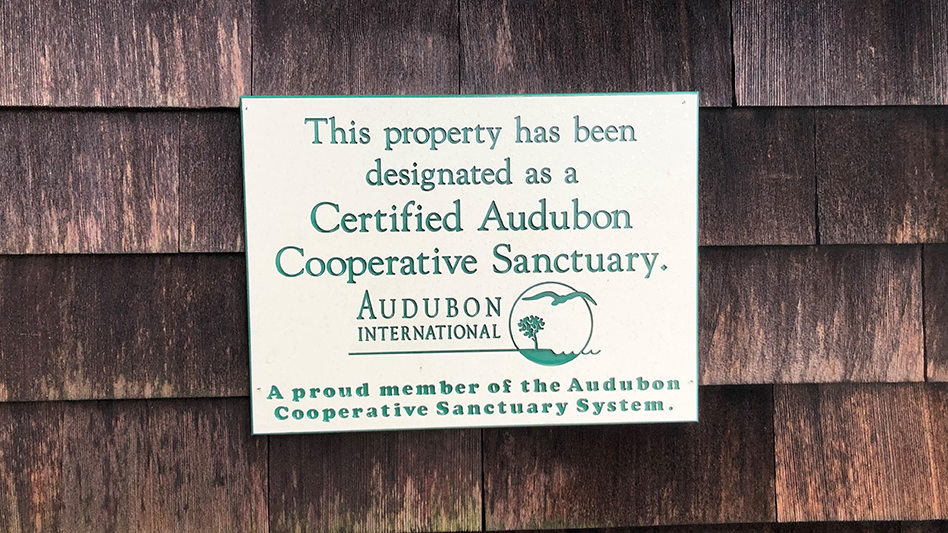 This property has been
designated as a
Certified Audubon
Cooperative Sanctuary.
AUDUBON
INTERNATIONAL
A proud member of the Audubon
Cooperative Sanctuary System.